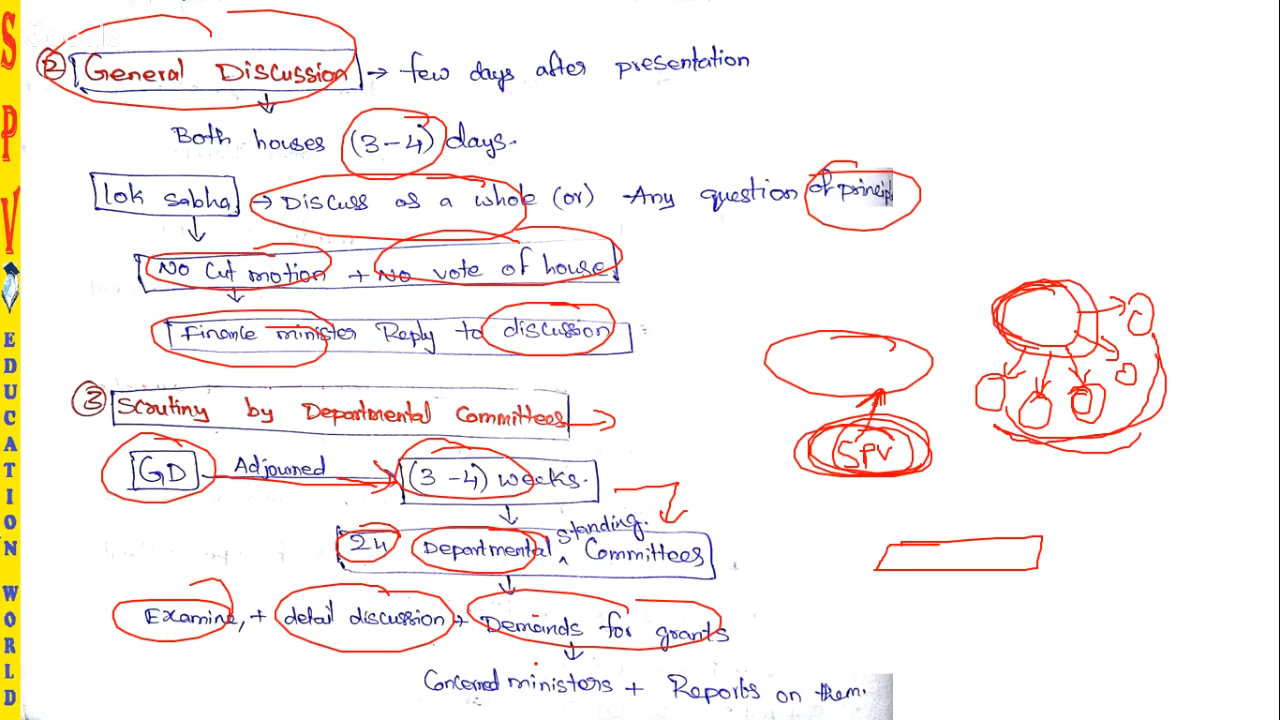 SPV EDUCATION WORLD
② General Discussion → few days after presentation
Both houses (3-4) days.
lok sabha → Discuss as a whole (or) Any question of princip
No Cut motion + No vote of house
Finance minister Reply to discussion
③ Scrutiny by Departmental Committees
GD Adjourned (3-4) weeks.
24 Departmental standing Committees
Examine, + detail discussion + Demands for grants
Concerned ministers + Reports on them.
SPV